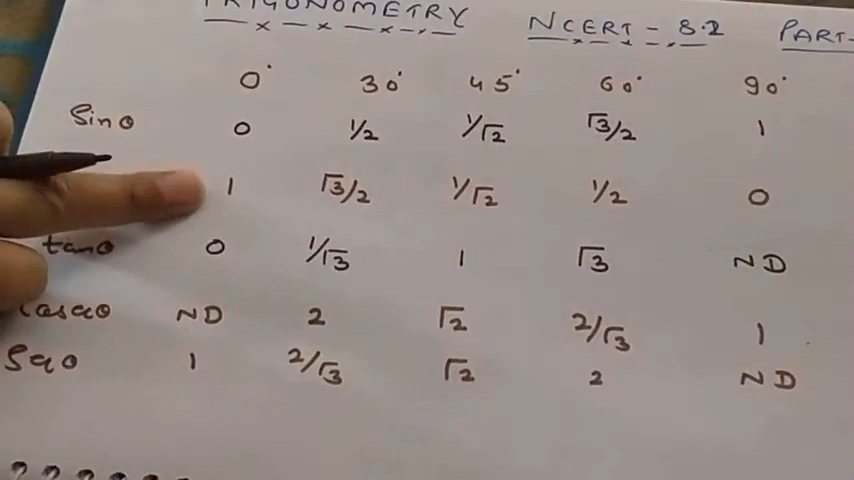 TRIGONOMETRY NCERT - 8.2 PART-
0° 30° 45° 60° 90°
Sinθ 0 1/2 1/√2 √3/2 1
1 √3/2 1/√2 1/2 0
tanθ 0 1/√3 1 √3 ND
Cosecθ ND 2 √2 2/√3 1
Secθ 1 2/√3 √2 2 ND